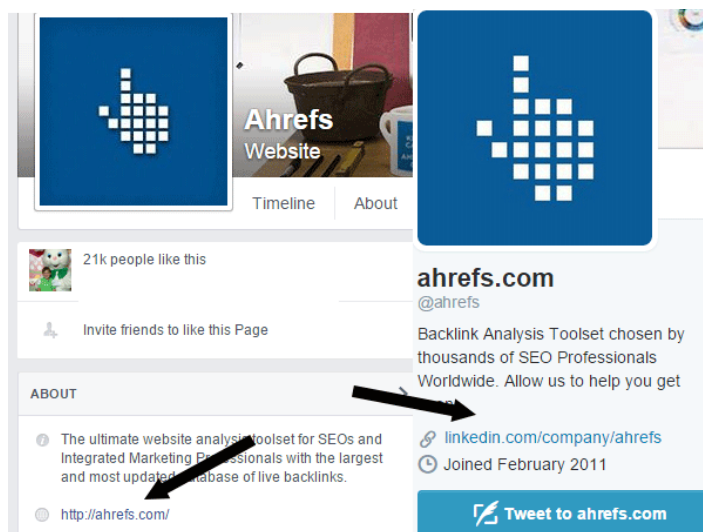 Ahrefs
Website
Timeline
About
21k people like this
Invite friends to like this Page
ABOUT
The ultimate website analysis toolset for SEOs and
Integrated Marketing Professionals with the largest
and most updated database of live backlinks.
http://ahrefs.com/
ahrefs.com
@ahrefs
Backlink Analysis Toolset chosen by
thousands of SEO Professionals
Worldwide. Allow us to help you get
linkedin.com/company/ahrefs
Joined February 2011
Tweet to ahrefs.com